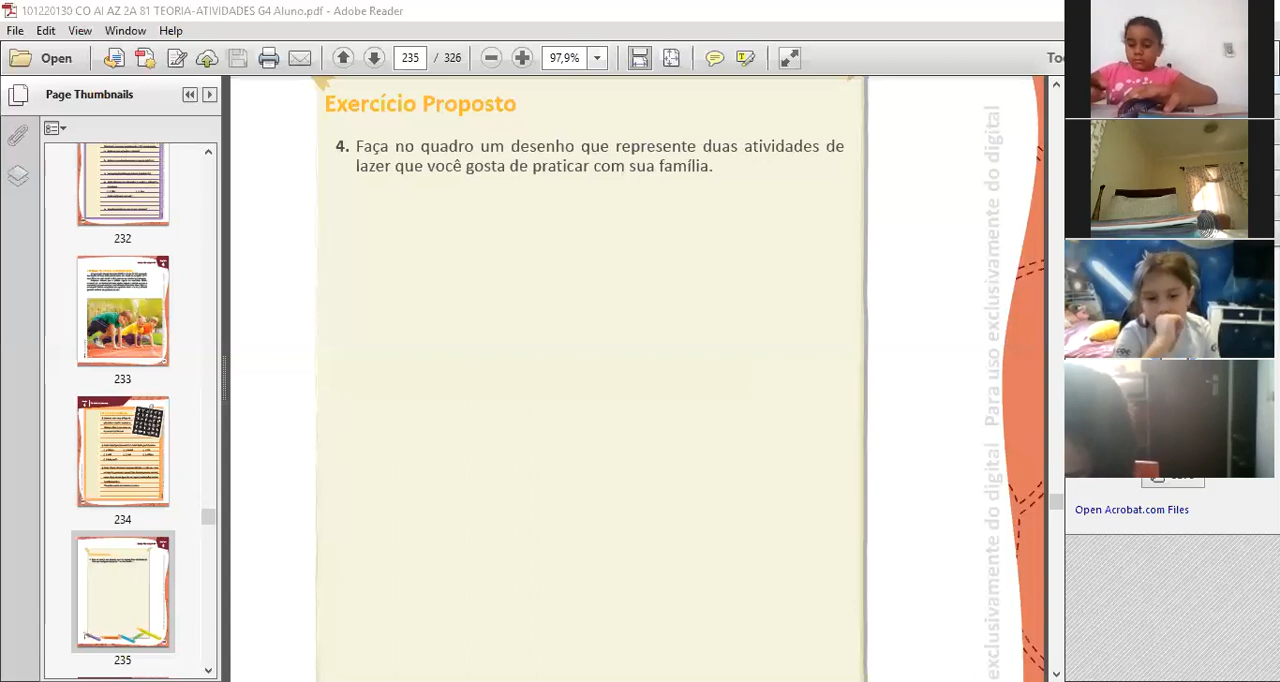 101220130 CO AI AZ 2A 81 TEORIA-ATIVIDADES G4 Aluno.pdf - Adobe Reader
File Edit View Window Help
Open 235 / 326 97,9%
Page Thumbnails
232
233
234
235
Exercício Proposto
4. Faça no quadro um desenho que represente duas atividades de
lazer que você gosta de praticar com sua família.
exclusivamente do digital Para uso exclusivamente do digital
Open Acrobat.com Files